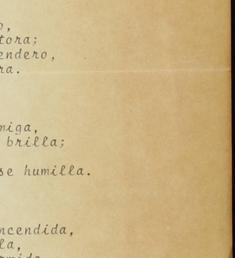 o,
tora;
endero,
ra.
miga,
brilla;
se humilla.
ncendida,
la,